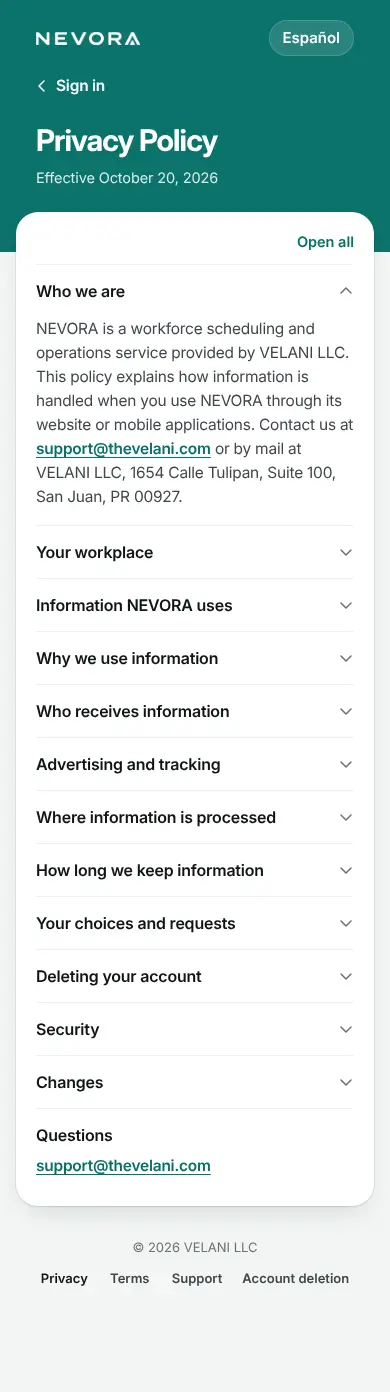 NEVORA
Español
Sign in
Privacy Policy
Effective October 20, 2026
Open all
Who we are
NEVORA is a workforce scheduling and
operations service provided by VELANI LLC.
This policy explains how information is
handled when you use NEVORA through its
website or mobile applications. Contact us at
support@thevelani.com or by mail at
VELANI LLC, 1654 Calle Tulipan, Suite 100,
San Juan, PR 00927.
Your workplace
Information NEVORA uses
Why we use information
Who receives information
Advertising and tracking
Where information is processed
How long we keep information
Your choices and requests
Deleting your account
Security
Changes
Questions
support@thevelani.com
© 2026 VELANI LLC
Privacy Terms Support Account deletion